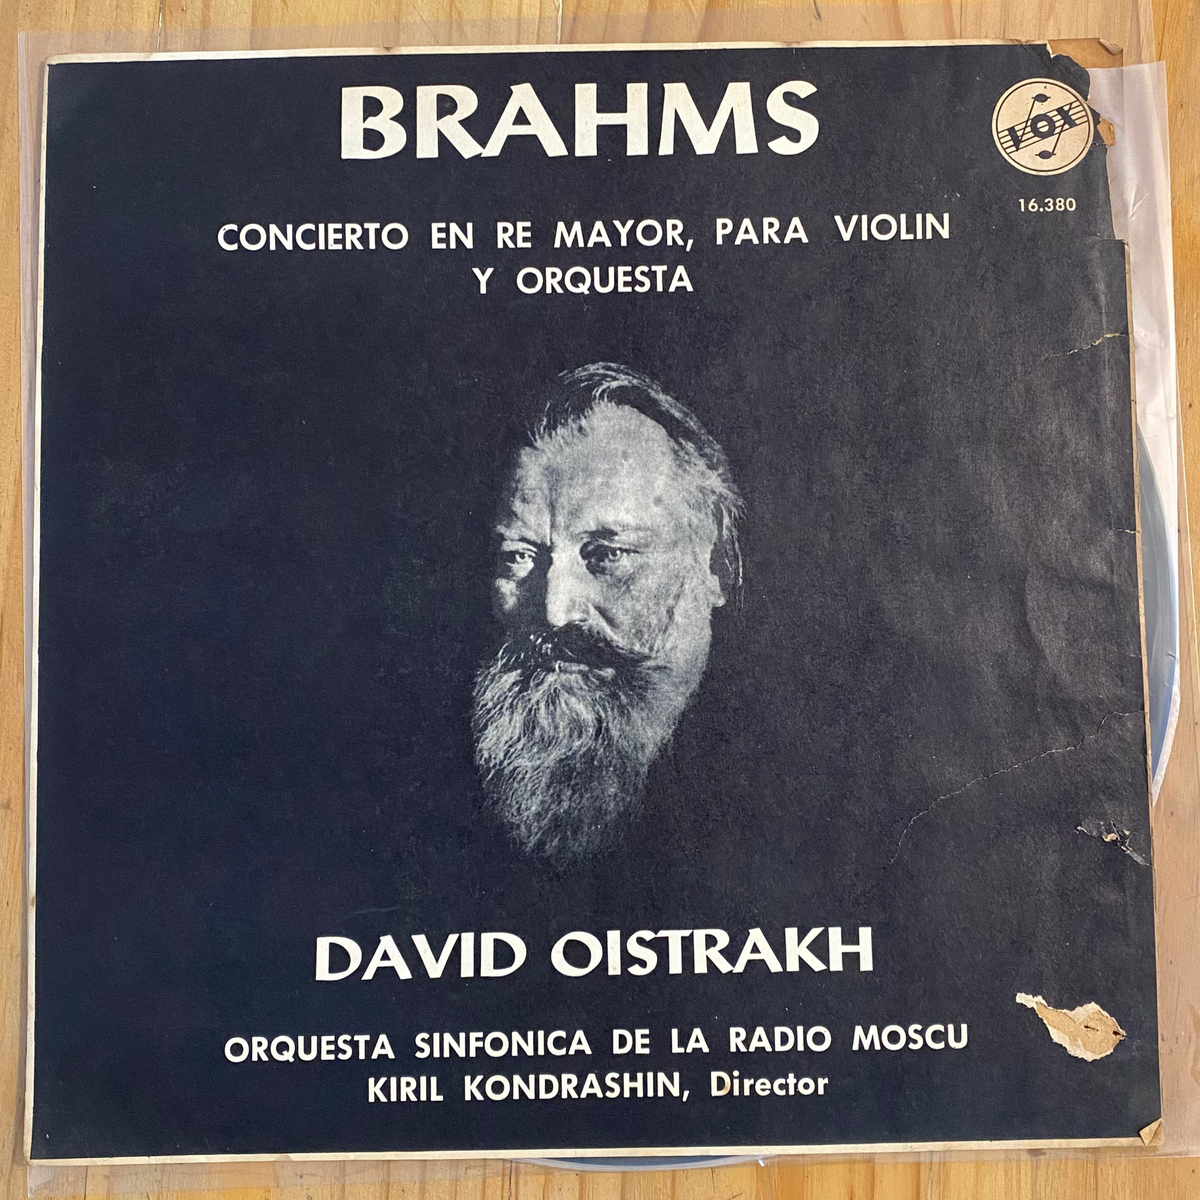 BRAHMS
VOX
16.380
CONCIERTO EN RE MAYOR, PARA VIOLIN
Y ORQUESTA
DAVID OISTRAKH
ORQUESTA SINFONICA DE LA RADIO MOSCU
KIRIL KONDRASHIN, Director